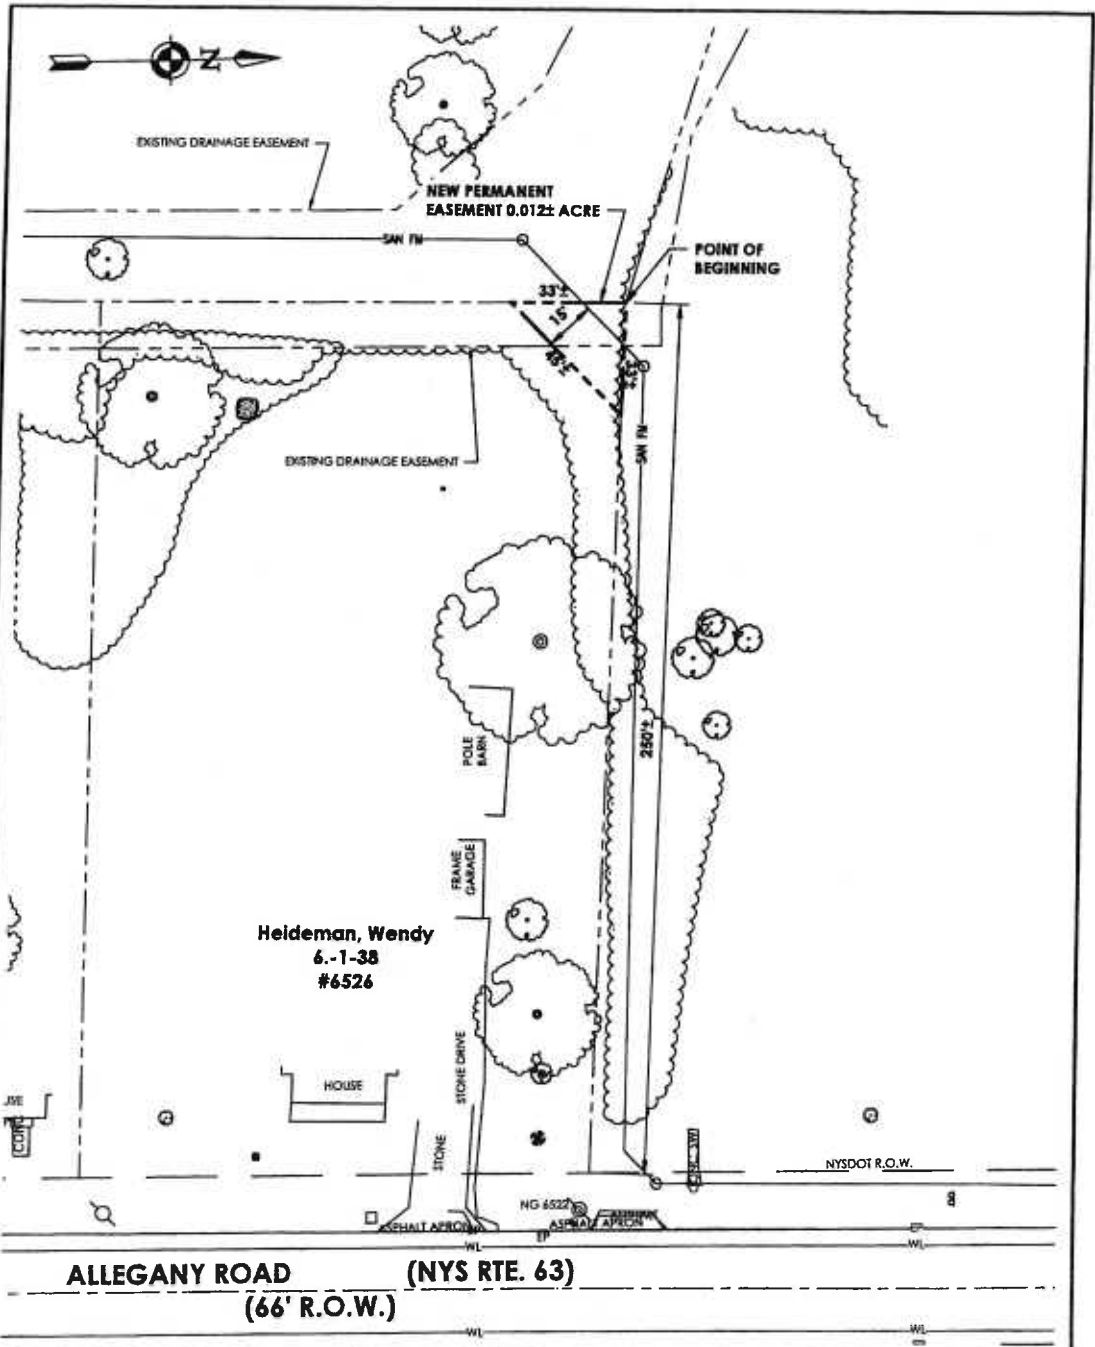 N
EXISTING DRAINAGE EASEMENT
NEW PERMANENT
EASEMENT 0.012± ACRE
SAN FM
POINT OF
BEGINNING
33'±
15'
45'±
33'±
SAN FM
EXISTING DRAINAGE EASEMENT
250'±
POLE
BARN
FRAME
GARAGE
Heideman, Wendy
6.-1-38
#6526
STONE DRIVE
HOUSE
STONE
NYSDOT R.O.W.
NG 6522
ASPHALT APRON
ASPHALT APRON
EP
EP
WL
WL
ALLEGANY ROAD (NYS RTE. 63)
(66' R.O.W.)
WL
WL